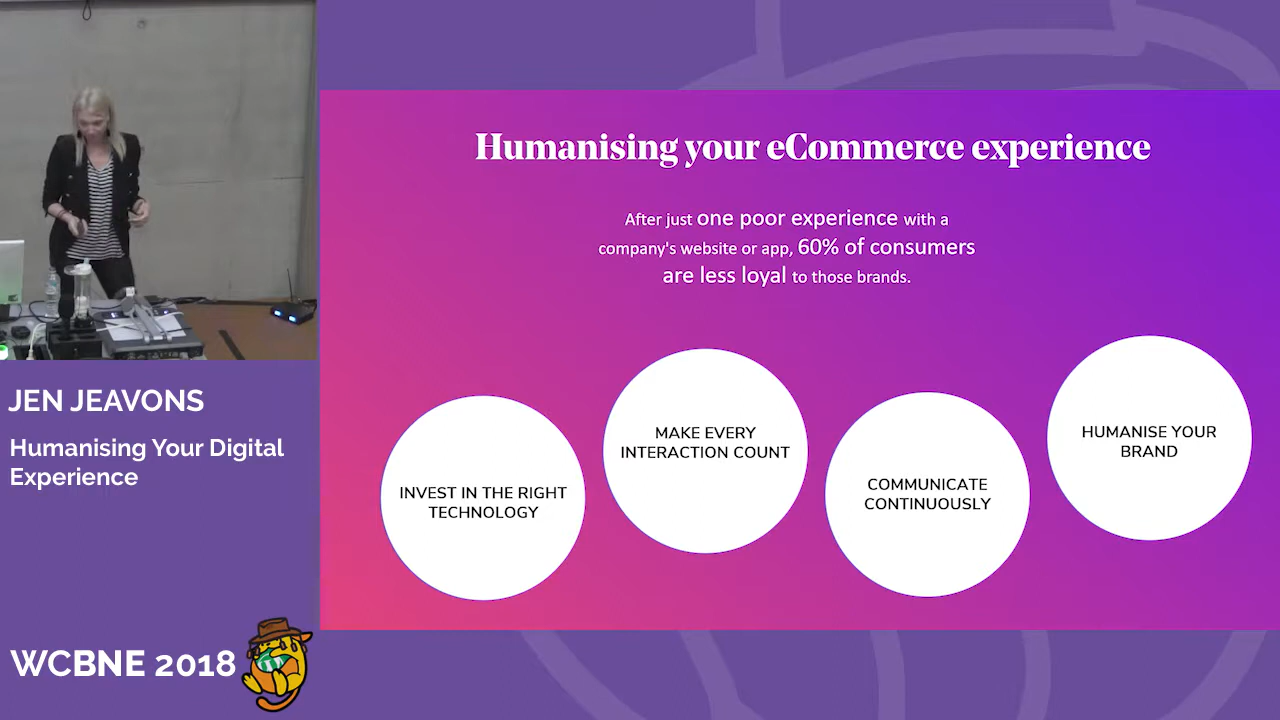 JEN JEAVONS
Humanising Your Digital
Experience
WCBNE 2018
Humanising your eCommerce experience
After just one poor experience with a
company's website or app, 60% of consumers
are less loyal to those brands.
INVEST IN THE RIGHT
TECHNOLOGY
MAKE EVERY
INTERACTION COUNT
COMMUNICATE
CONTINUOUSLY
HUMANISE YOUR
BRAND